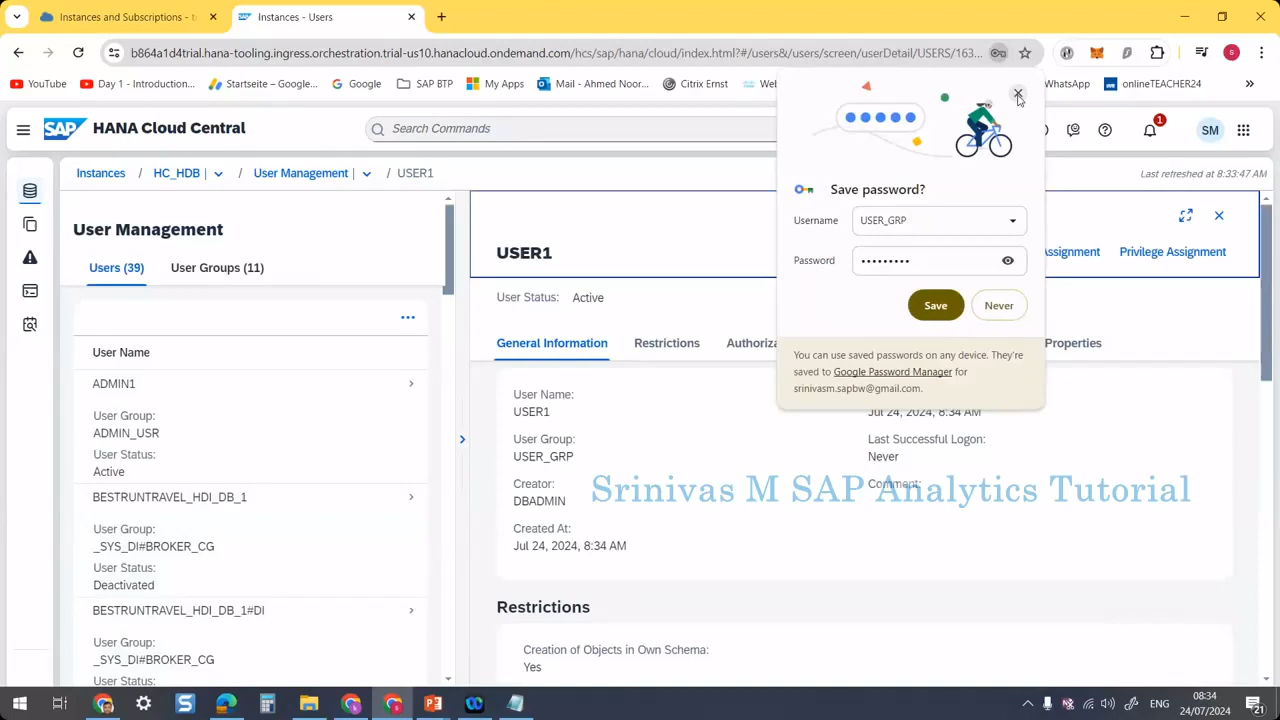 Instances and Subscriptions - t
Instances - Users
b864a1d4trial.hana-tooling.ingress.orchestration.trial-us10.hanacloud.ondemand.com/hcs/sap/hana/cloud/index.html?#/users&/users/screen/userDetail/USERS/163...
YouTube
Day 1 - Introduction...
Startseite – Googl...
Google
SAP BTP
My Apps
Mail - Ahmed Noor...
Citrix Ernst
WhatsApp
onlineTEACHER24
SAP HANA Cloud Central
Search Commands
1
SM
Instances / HC_HDB | / User Management | / USER1
Last refreshed at 8:33:47 AM
User Management
Users (39)
User Groups (11)
User Name
ADMIN1
User Group:
ADMIN_USR
User Status:
Active
BESTRUNTRAVEL_HDI_DB_1
User Group:
_SYS_DI#BROKER_CG
User Status:
Deactivated
BESTRUNTRAVEL_HDI_DB_1#DI
User Group:
_SYS_DI#BROKER_CG
User Status:
USER1
Privilege Assignment
User Status: Active
General Information
Restrictions
Properties
User Name:
USER1
User Group:
USER_GRP
Creator:
DBADMIN
Created At:
Jul 24, 2024, 8:34 AM
Jul 24, 2024, 8:34 AM
Last Successful Logon:
Never
Comment:
Restrictions
Creation of Objects in Own Schema:
Yes
Save password?
Username
USER_GRP
Password
Save
Never
You can use saved passwords on any device. They're
saved to Google Password Manager for
srinivasm.sapbw@gmail.com.
Srinivas M SAP Analytics Tutorial
ENG
08:34
24/07/2024
21